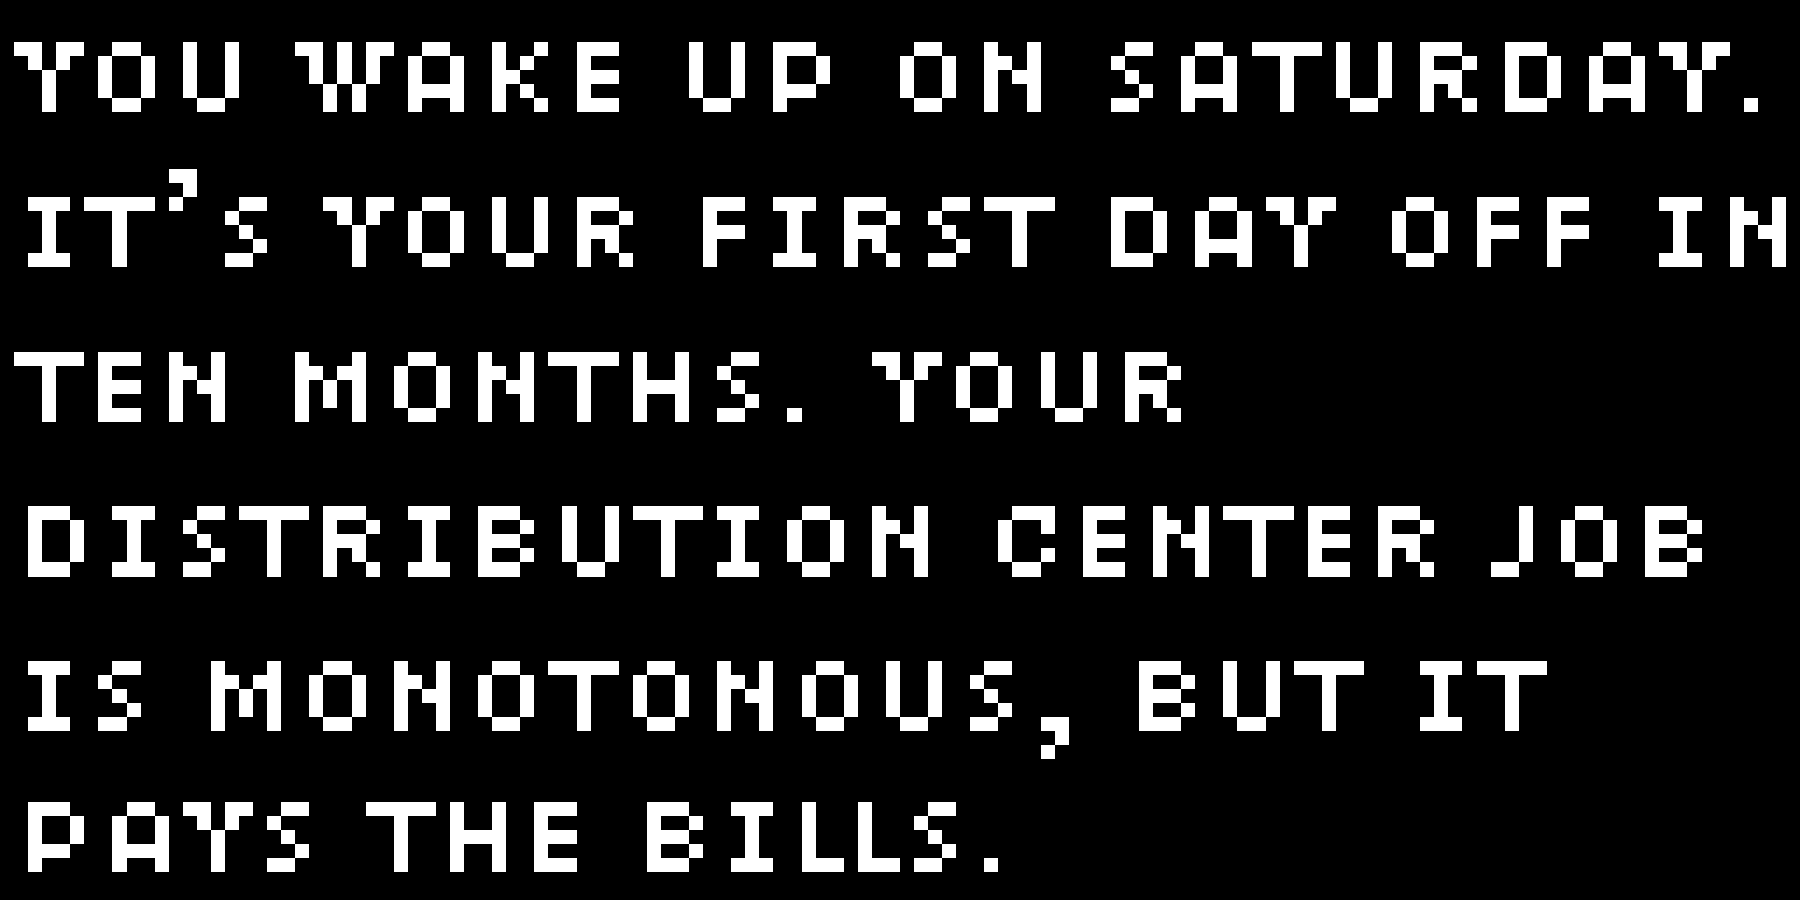 YOU WAKE UP ON SATURDAY.
IT'S YOUR FIRST DAY OFF IN
TEN MONTHS. YOUR
DISTRIBUTION CENTER JOB
IS MONOTONOUS, BUT IT
PAYS THE BILLS.